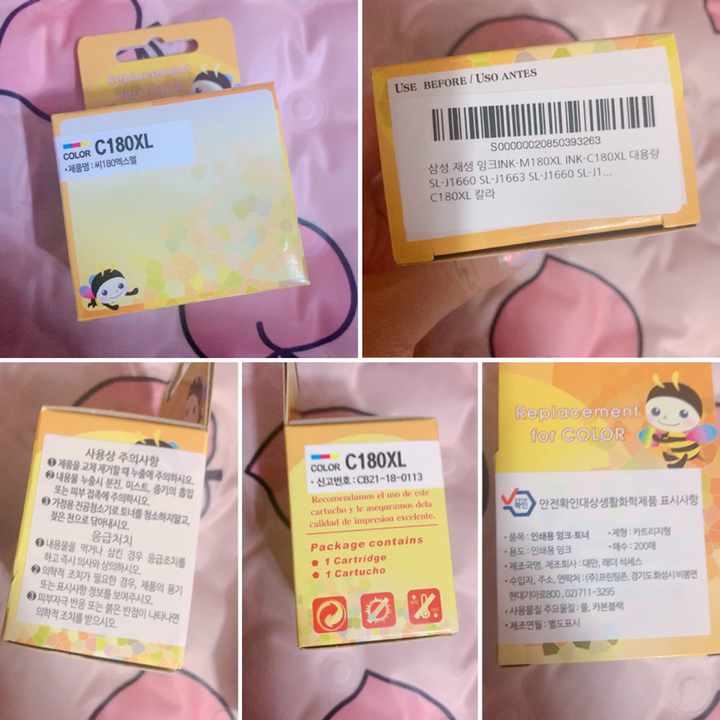 Replacement
for COLOR
COLOR C180XL
• 제품명 : 씨180엑스엘
USE BEFORE / USO ANTES
S00000020850393263
삼성 재생 잉크INK-M180XL INK-C180XL 대용량
SL-J1660 SL-J1663 SL-J1660 SL-J1...
C180XL 칼라
사용상 주의사항
❶ 제품을 교체 제거할 때 누출에 주의하시오.
❷ 내용물 누출시 분진, 미스트, 증기의 흡입
또는 피부 접촉에 주의하시오.
❸ 가정용 진공청소기로 토너를 청소하지말고,
젖은 천으로 닦아내시오.
응급처치
❶ 내용물을 먹거나 삼킨 경우 응급조치를
하고 즉시 의사와 상의하시오.
❷ 의학적 조치가 필요한 경우, 제품의 용기
또는 표시사항 정보를 보여주시오.
❸ 피부자극 반응 또는 붉은 반점이 나타나면
의학적 조치를 받으시오.
COLOR C180XL
• 신고번호 : CB21-18-0113
Recomendamos el uso de este
cartucho y le aseguramos dela
calidad de impresion excelente.
Package contains
● 1 Cartridge
● 1 Cartucho
Replacement
for COLOR
확인 안전확인대상생활화학제품 표시사항
• 품목 : 인쇄용 잉크·토너 • 제형 : 카트리지형
• 용도 : 인쇄용 잉크 • 매수 : 200매
• 제조국명, 제조회사 : 대만, 래더 석세스
• 수입자, 주소, 연락처 : (주)프린팅존, 경기도 화성시 비봉면
현대기아로800 , 02)711-3295
• 사용물질 주요물질 : 물, 카본블랙
• 제조연월 : 별도표시